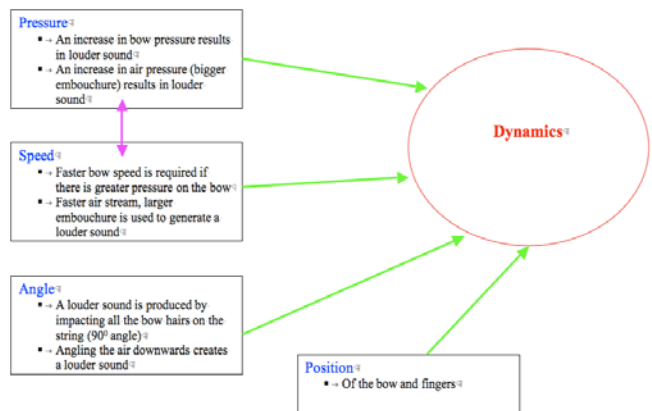 Pressure
▪→ An increase in bow pressure results
in louder sound
▪→ An increase in air pressure (bigger
embouchure) results in louder
sound
Speed
▪→ Faster bow speed is required if
there is greater pressure on the bow
▪→ Faster air stream, larger
embouchure is used to generate a
louder sound
Angle
▪→ A louder sound is produced by
impacting all the bow hairs on the
string (90⁰ angle)
▪→ Angling the air downwards creates
a louder sound
Position
▪→ Of the bow and fingers
Dynamics